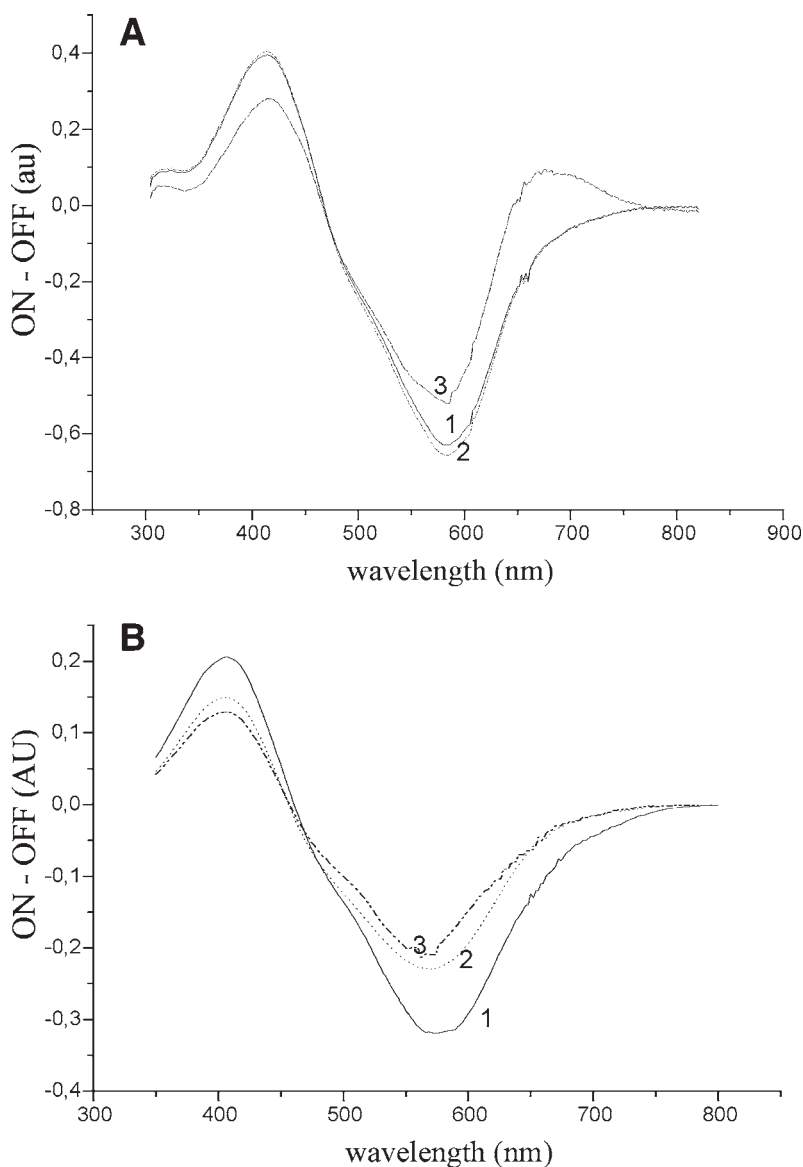 A
0,4
0,2
0,0
-0,2
-0,4
-0,6
-0,8
ON - OFF (au)
3
1
2
300 400 500 600 700 800 900
wavelength (nm)
B
0,2
0,1
0,0
-0,1
-0,2
-0,3
-0,4
ON - OFF (AU)
3
2
1
300 400 500 600 700 800
wavelength (nm)